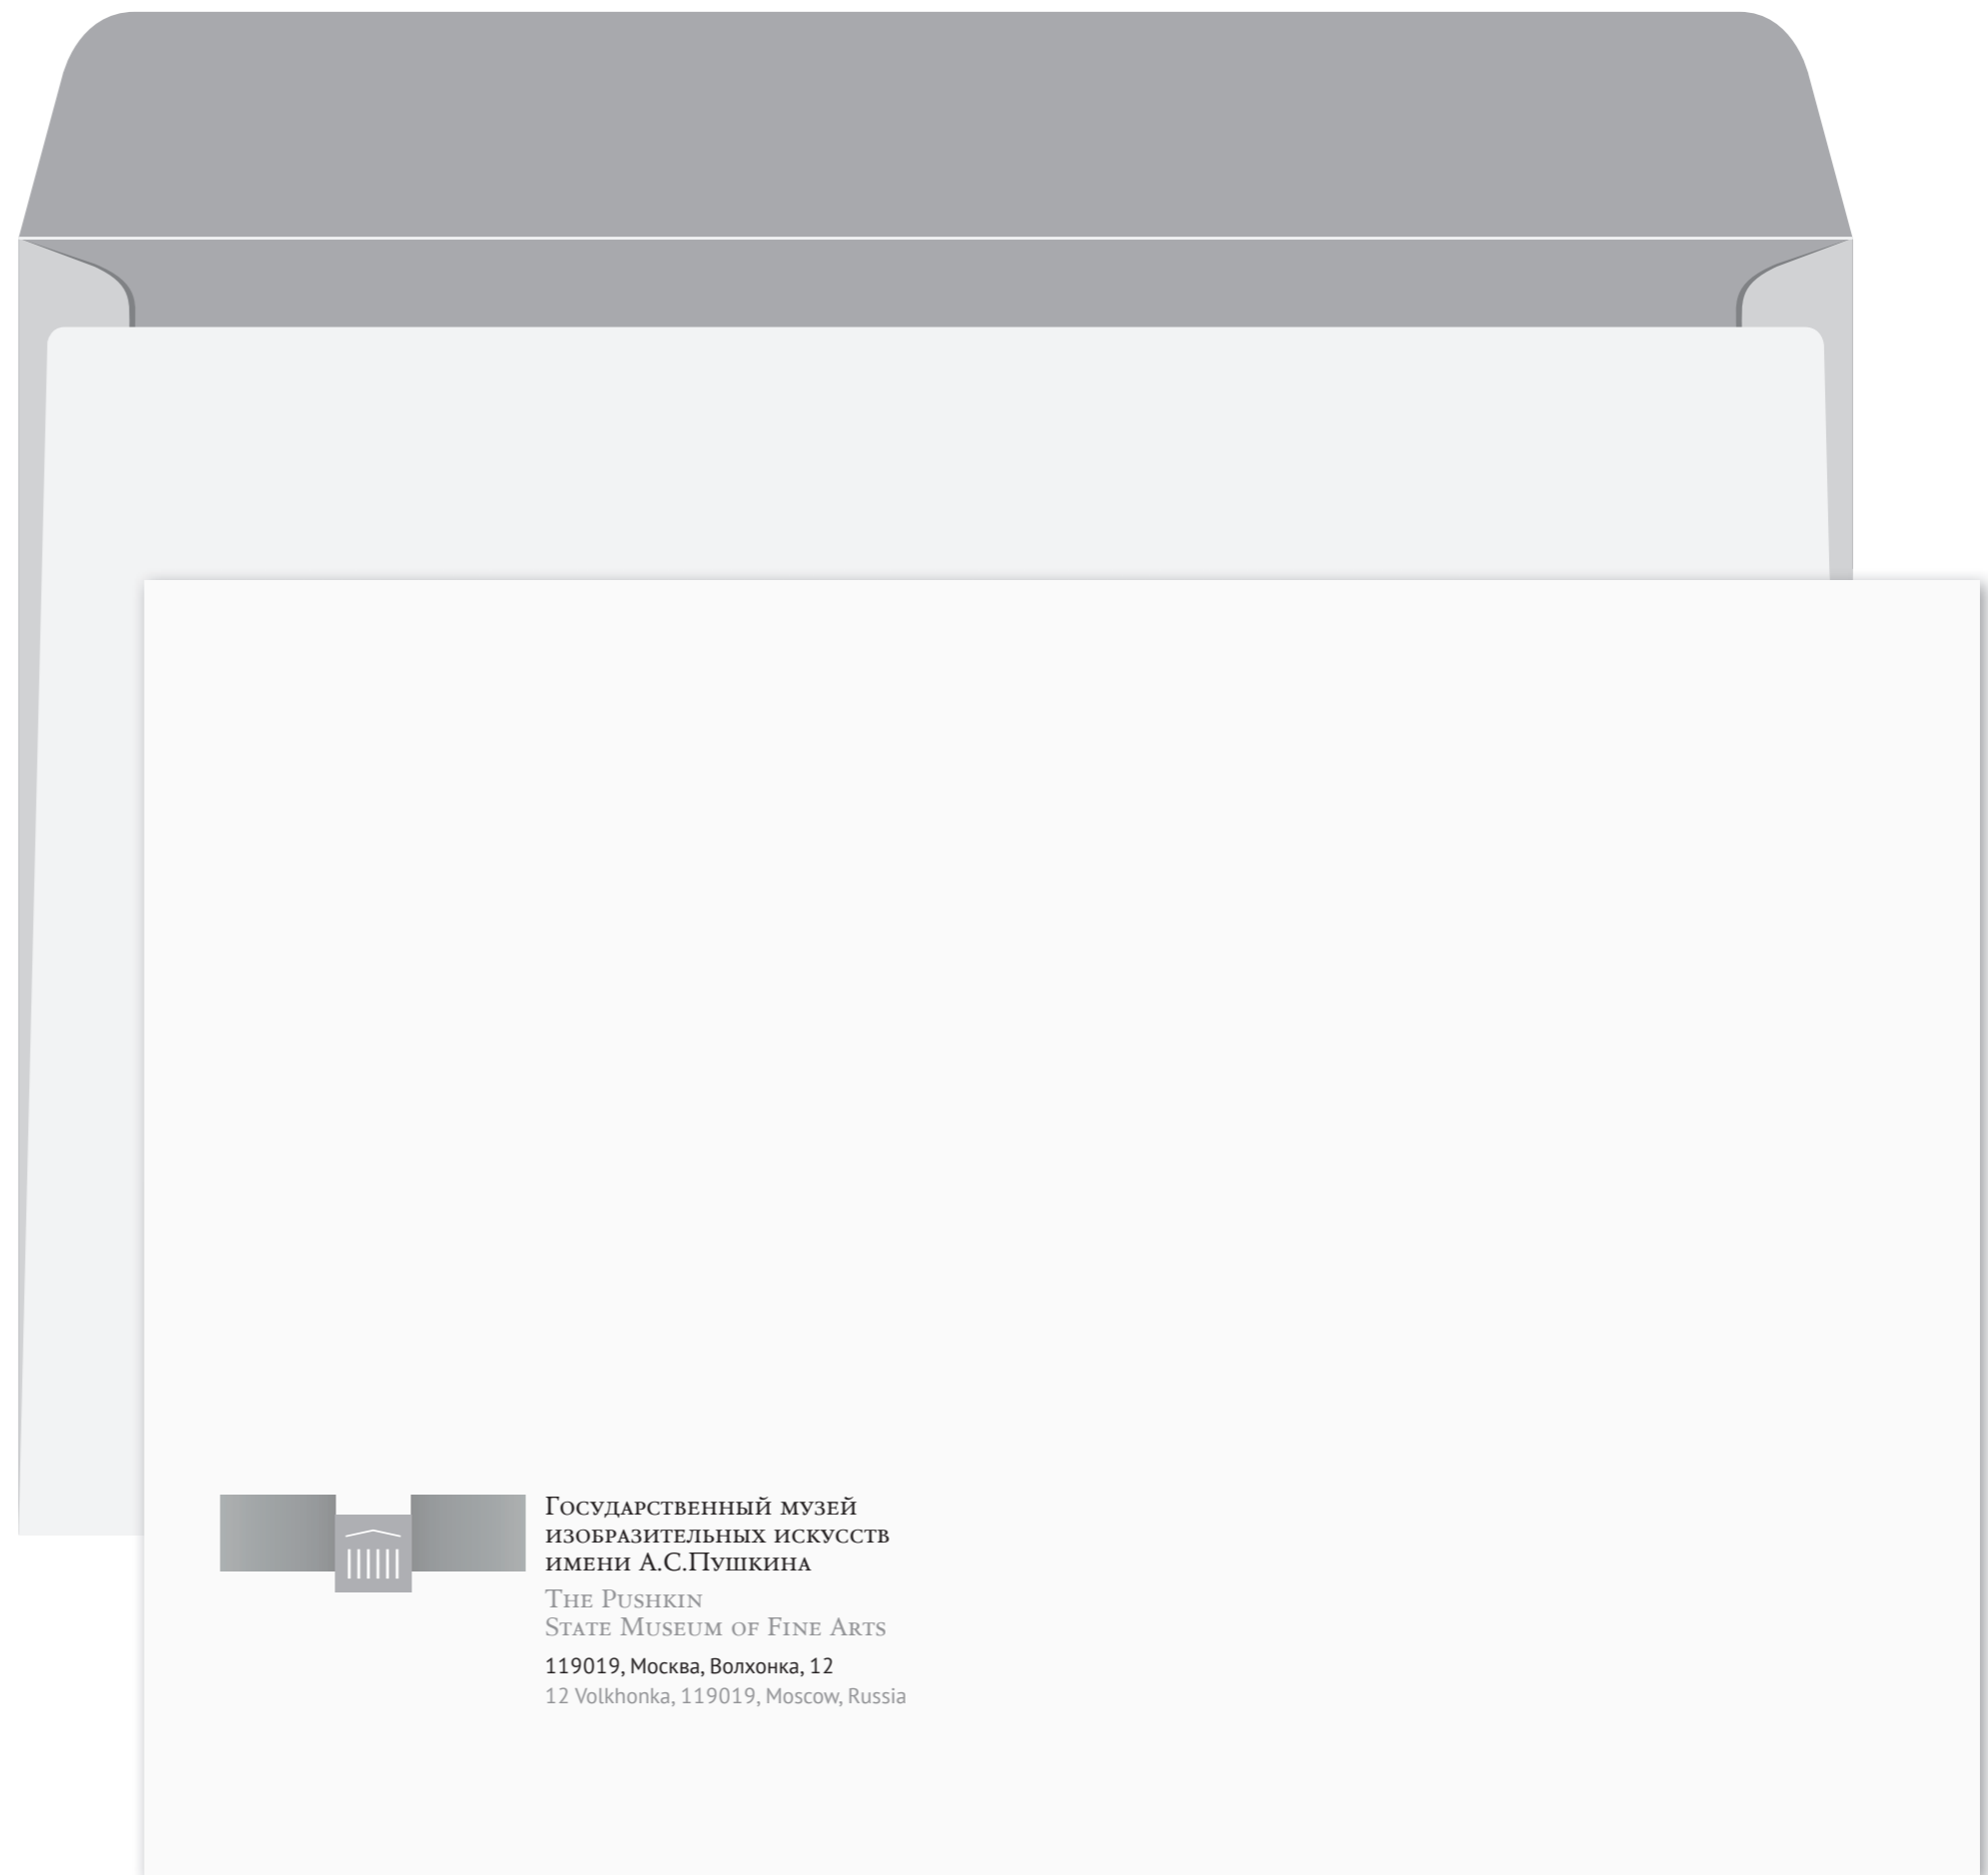 Государственный музей
изобразительных искусств
имени А.С.Пушкина
The Pushkin
State Museum of Fine Arts
119019, Москва, Волхонка, 12
12 Volkhonka, 119019, Moscow, Russia